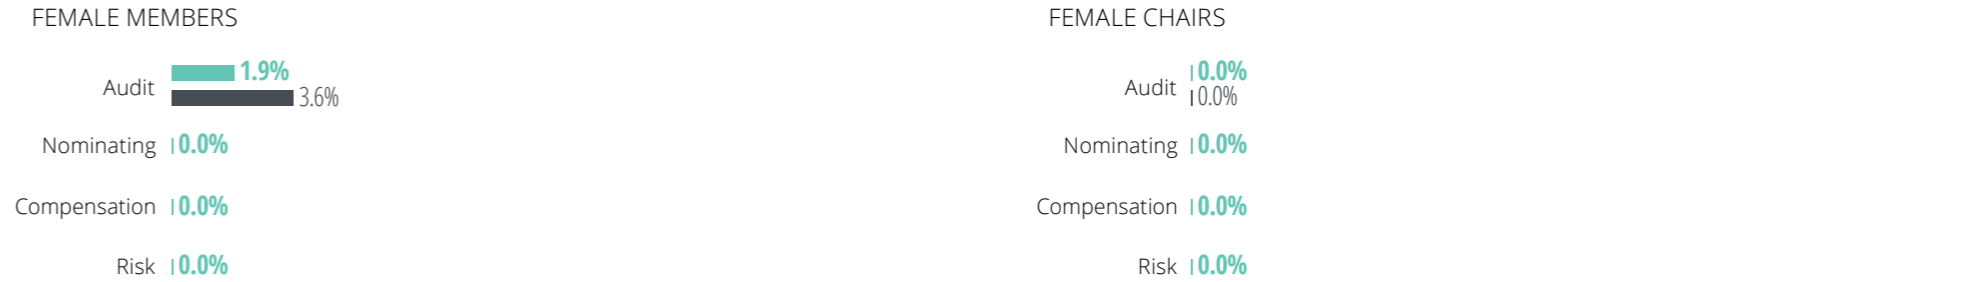 FEMALE MEMBERS
Audit
1.9%
3.6%
Nominating 0.0%
Compensation 0.0%
Risk 0.0%
FEMALE CHAIRS
Audit
0.0%
0.0%
Nominating 0.0%
Compensation 0.0%
Risk 0.0%